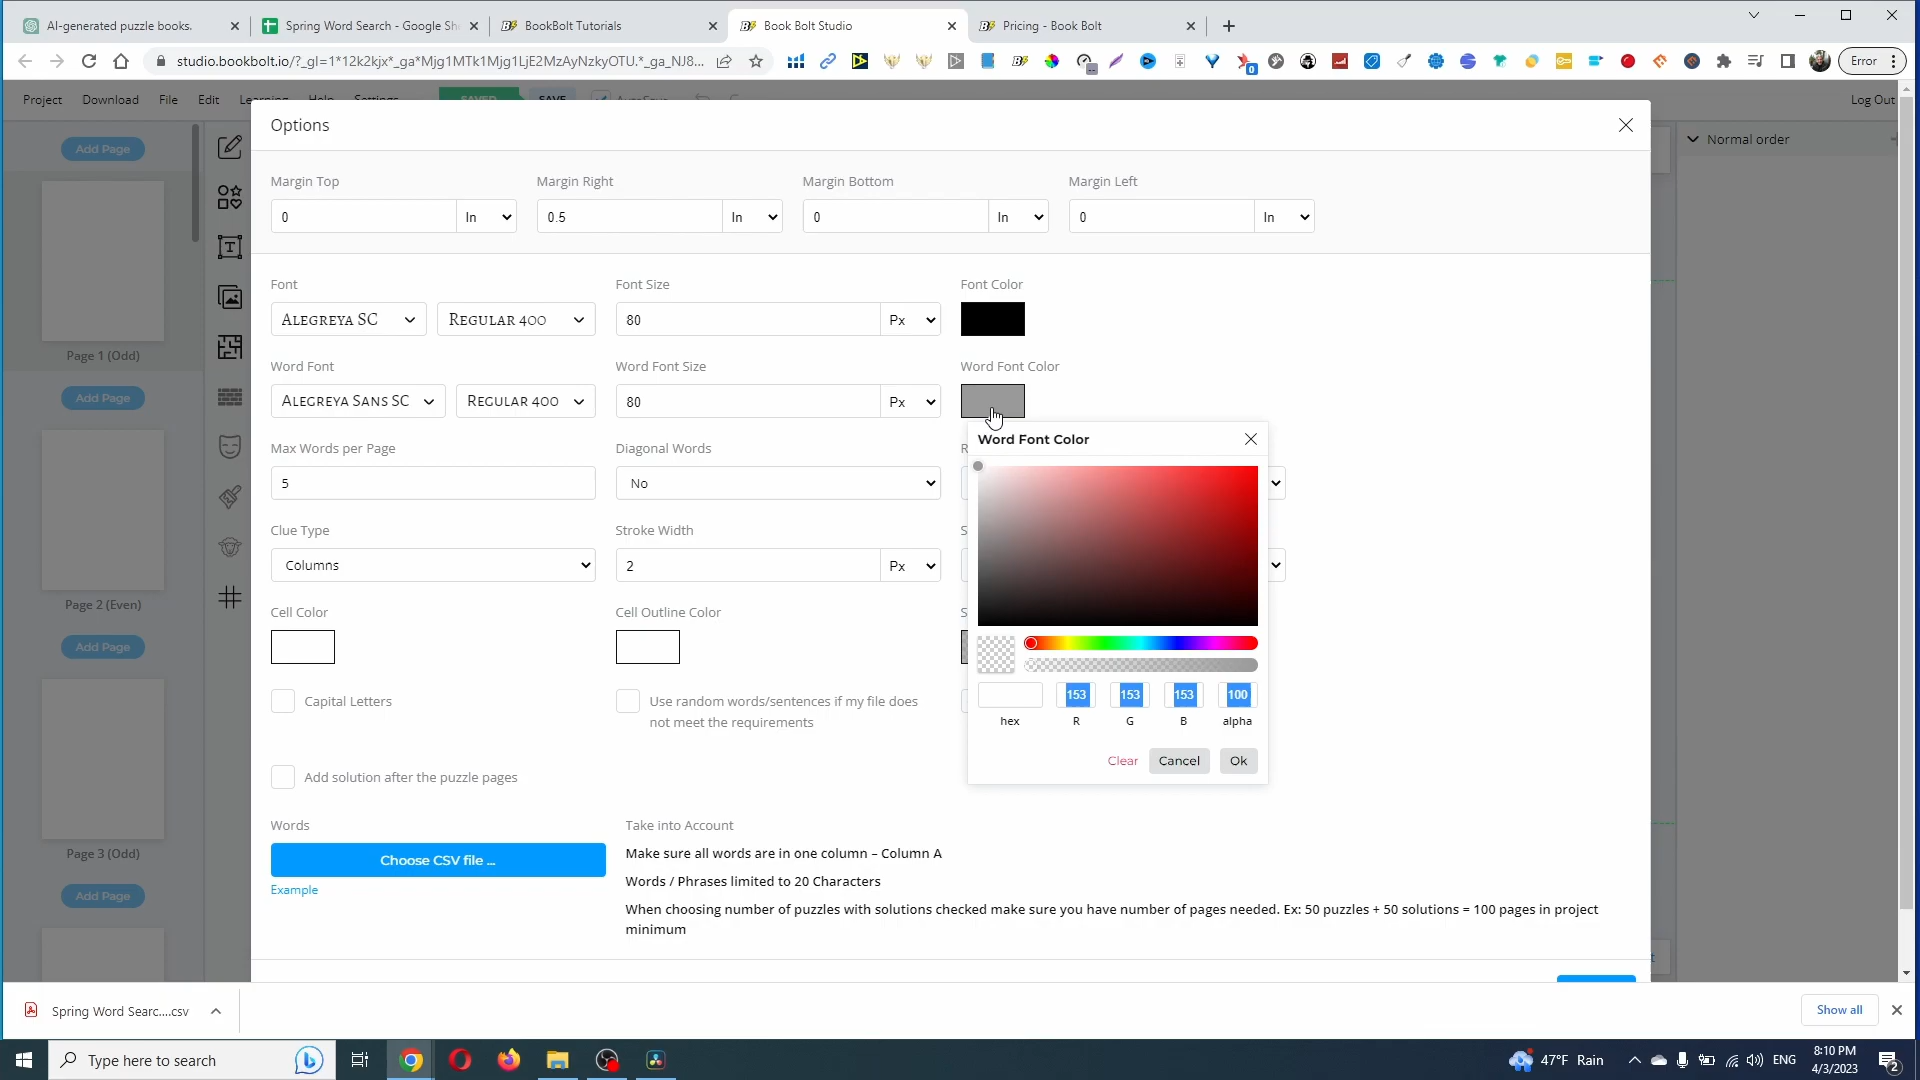 AI-generated puzzle books.
Spring Word Search - Google Sh
BookBolt Tutorials
Book Bolt Studio
Pricing - Book Bolt
studio.bookbolt.io/?_gl=1*12k2kjx*_ga*Mjg1MTk1Mjg1LjE2MzAyNzkyOTU.*_ga_NJ8...
Error
Project
Download
File
Edit
Learning
Help
Settings
SAVED
SAVE
AutoSave
Log Out
Options
Normal order
Add Page
Page 1 (Odd)
Add Page
Page 2 (Even)
Add Page
Page 3 (Odd)
Add Page
Margin Top
Margin Right
Margin Bottom
Margin Left
0 In
0.5 In
0 In
0 In
Font
Font Size
Font Color
Alegreya SC
Regular 400
80 Px
Word Font
Word Font Size
Word Font Color
Alegreya Sans SC
Regular 400
80 Px
Max Words per Page
Diagonal Words
R
5
No
Clue Type
Stroke Width
S
Columns
2 Px
Cell Color
Cell Outline Color
S
Word Font Color
153 153 153 100
hex R G B alpha
Clear
Cancel
Ok
Capital Letters
Use random words/sentences if my file does
not meet the requirements
Add solution after the puzzle pages
Words
Choose CSV file ...
Example
Take into Account
Make sure all words are in one column – Column A
Words / Phrases limited to 20 Characters
When choosing number of puzzles with solutions checked make sure you have number of pages needed. Ex: 50 puzzles + 50 solutions = 100 pages in project
minimum
Spring Word Searc....csv
Show all
Type here to search
47°F Rain
ENG
8:10 PM
4/3/2023
2